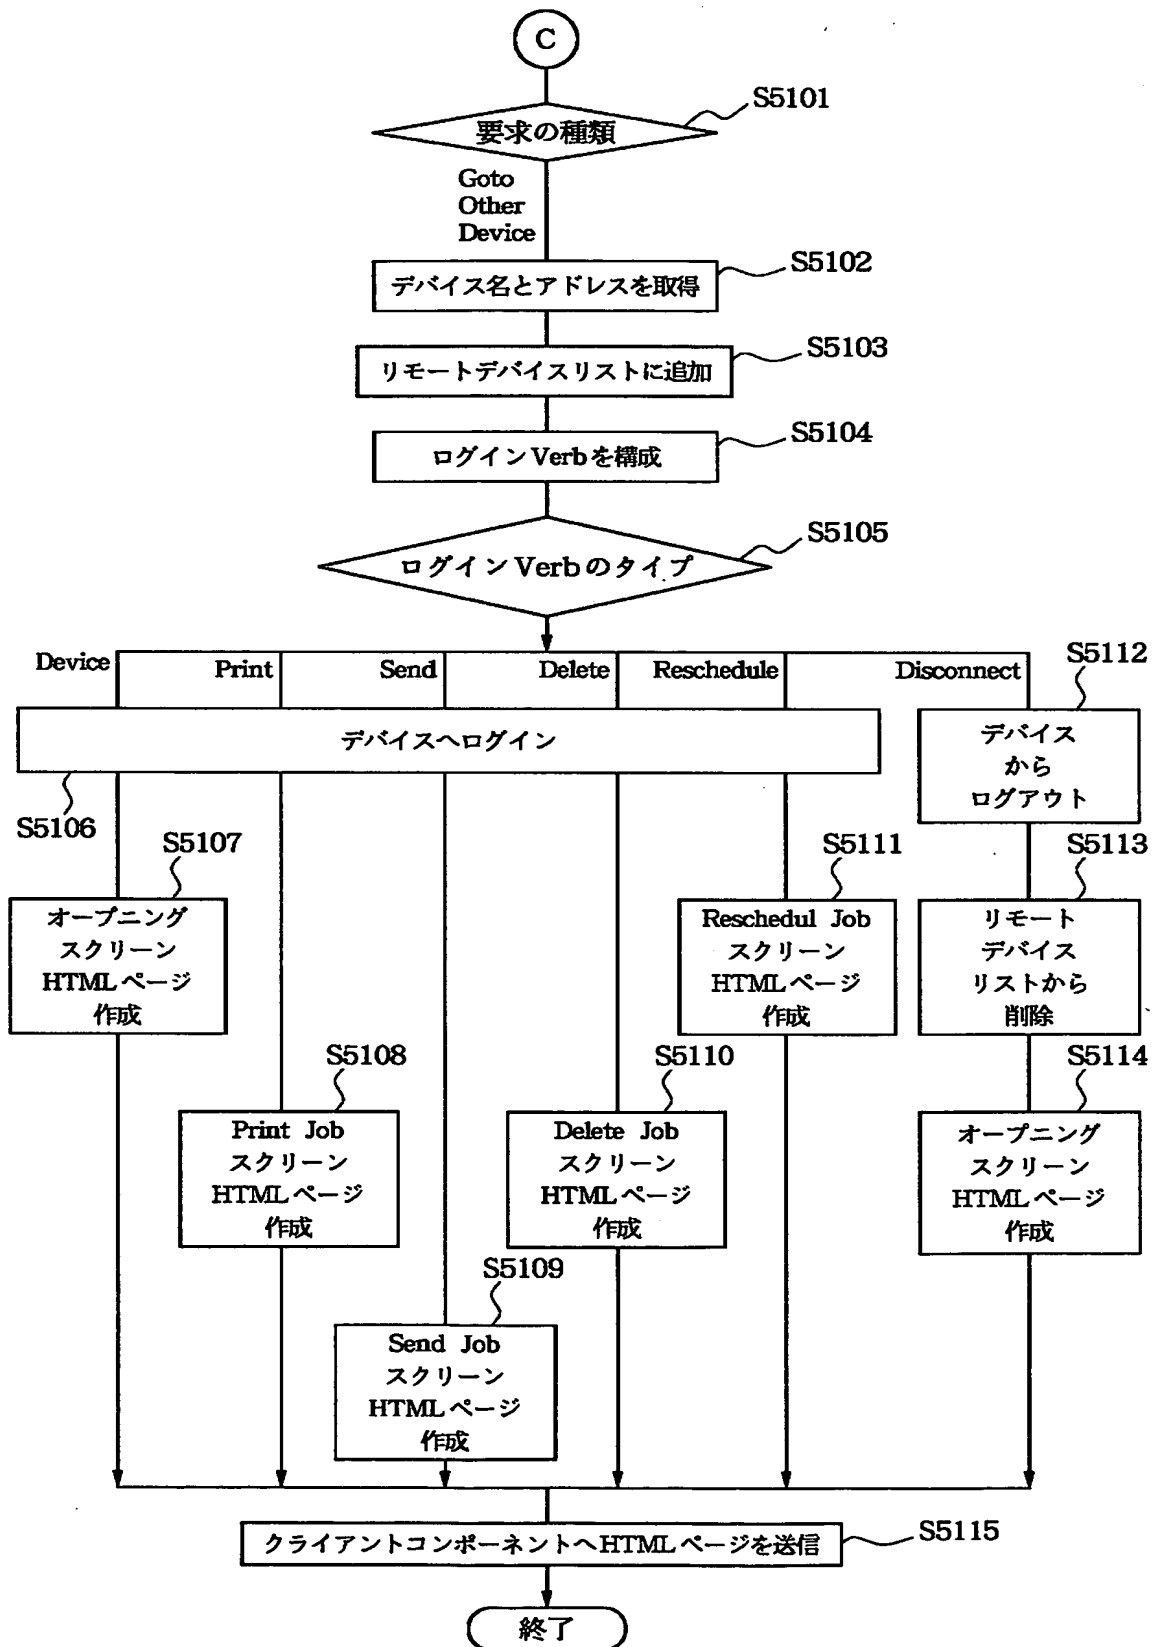 C
S5101
要求の種類
Goto
Other
Device
S5102
デバイス名とアドレスを取得
S5103
リモートデバイスリストに追加
S5104
ログインVerbを構成
S5105
ログインVerbのタイプ
Device
Print
Send
Delete
Reschedule
Disconnect
S5112
デバイスへログイン
デバイス
から
ログアウト
S5106
S5107
S5111
S5113
オープニング
スクリーン
HTMLページ
作成
Reschedul Job
スクリーン
HTMLページ
作成
リモート
デバイス
リストから
削除
S5108
S5110
S5114
Print Job
スクリーン
HTMLページ
作成
Delete Job
スクリーン
HTMLページ
作成
オープニング
スクリーン
HTMLページ
作成
S5109
Send Job
スクリーン
HTMLページ
作成
クライアントコンポーネントへHTMLページを送信
S5115
終了